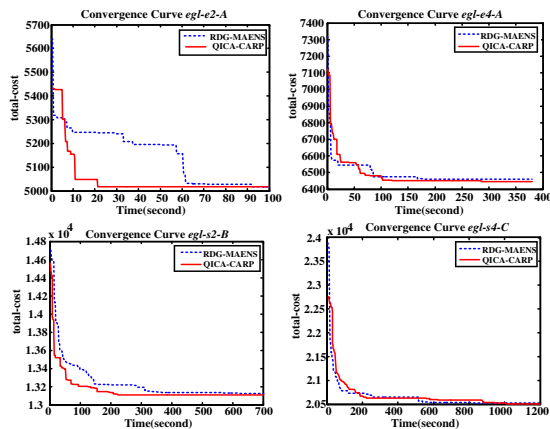 Convergence Curve egl-e2-A
5700
5600
5500
5400
5300
5200
5100
5000
total-cost
RDG-MAENS
QICA-CARP
0 10 20 30 40 50 60 70 80 90 100
Time(second)
Convergence Curve egl-e4-A
7400
7300
7200
7100
7000
6900
6800
6700
6600
6500
6400
total-cost
RDG-MAENS
QICA-CARP
0 50 100 150 200 250 300 350 400
Time(second)
Convergence Curve egl-s2-B
x 10^4
1.48
1.46
1.44
1.42
1.4
1.38
1.36
1.34
1.32
1.3
total-cost
RDG-MAENS
QICA-CARP
0 100 200 300 400 500 600 700
Time(second)
Convergence Curve egl-s4-C
x 10^4
2.4
2.35
2.3
2.25
2.2
2.15
2.1
2.05
total-cost
RDG-MAENS
QICA-CARP
0 200 400 600 800 1000 1200
Time(second)